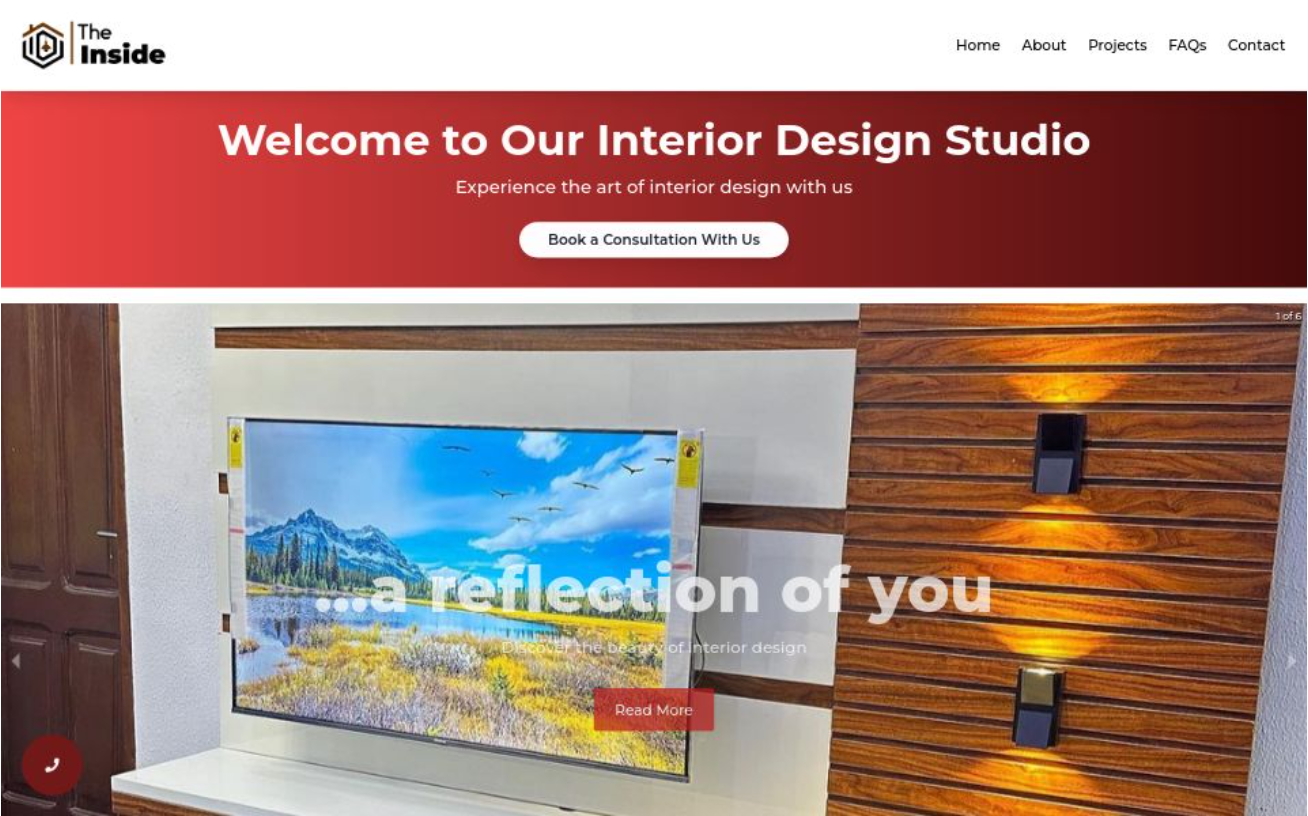 The
Inside
Home About Projects FAQs Contact
Welcome to Our Interior Design Studio
Experience the art of interior design with us
Book a Consultation With Us
1 of 6
...a reflection of you
Discover the beauty of interior design
Read More